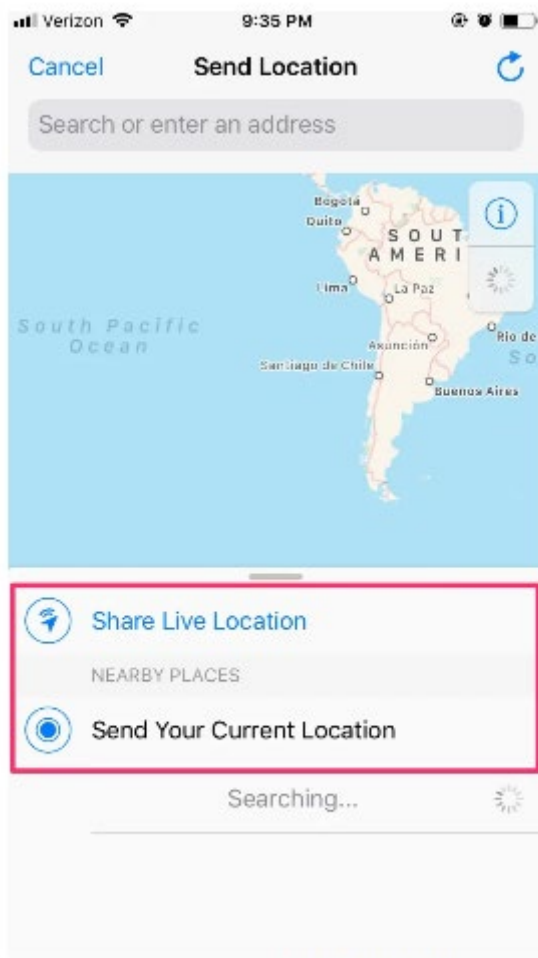 Verizon 9:35 PM
Cancel Send Location
Search or enter an address
Bogotá
Quito
SOUT
AMERI
Lima
La Paz
South Pacific
Ocean
Rio de
Asunción
So
Santiago de Chile
Buenos Aires
Share Live Location
NEARBY PLACES
Send Your Current Location
Searching...